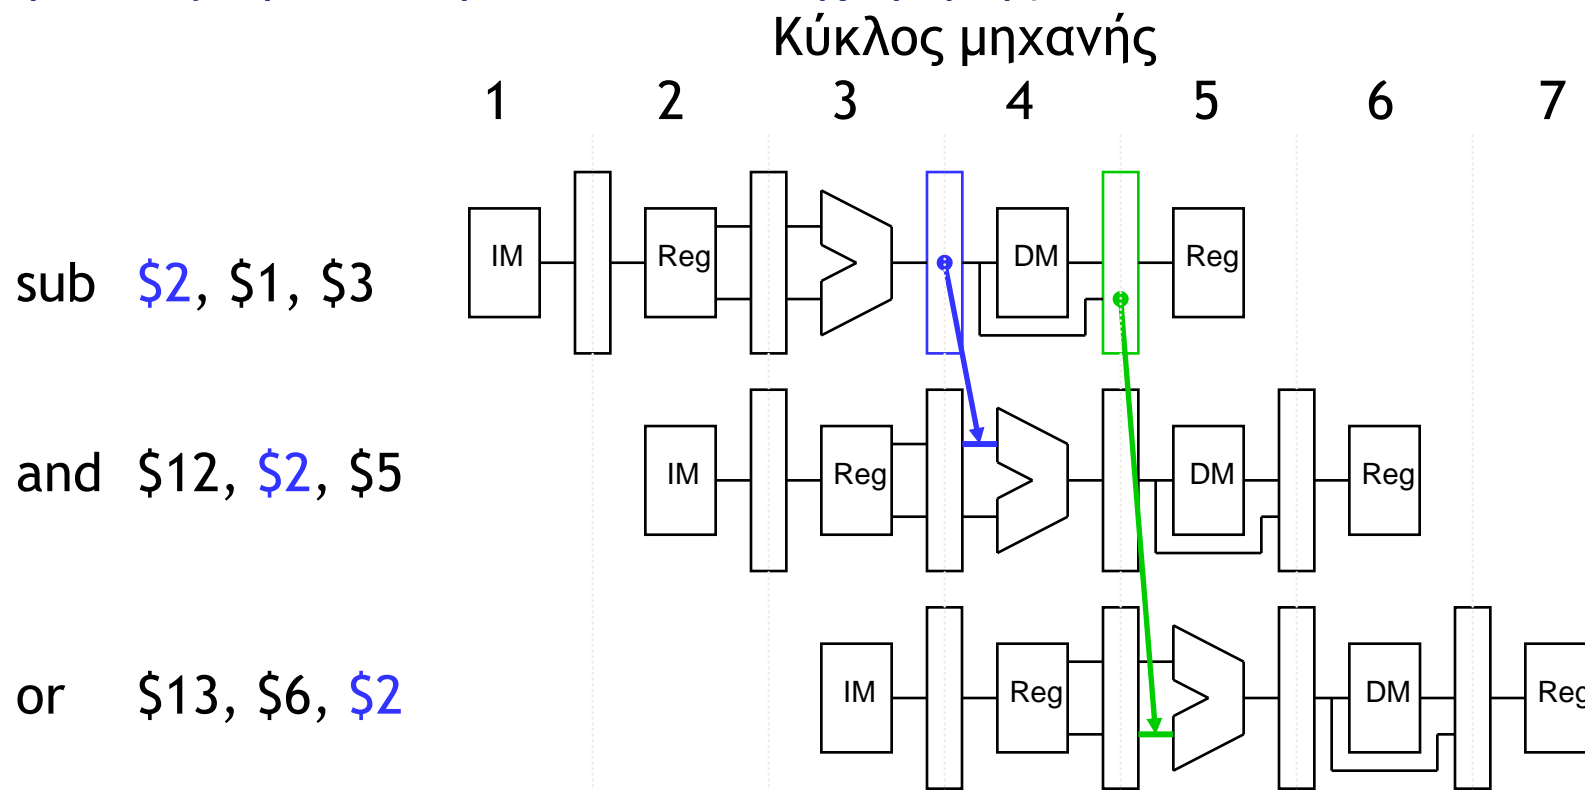 Κύκλος μηχανής
1 2 3 4 5 6 7
IM Reg DM Reg
sub $2, $1, $3
IM Reg DM Reg
and $12, $2, $5
IM Reg DM Reg
or $13, $6, $2